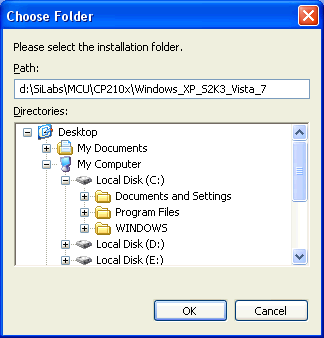 Choose Folder
Please select the installation folder.
Path:
d:\SiLabs\MCU\CP210x\Windows_XP_S2K3_Vista_7
Directories:
Desktop
My Documents
My Computer
Local Disk (C:)
Documents and Settings
Program Files
WINDOWS
Local Disk (D:)
Local Disk (E:)
OK
Cancel